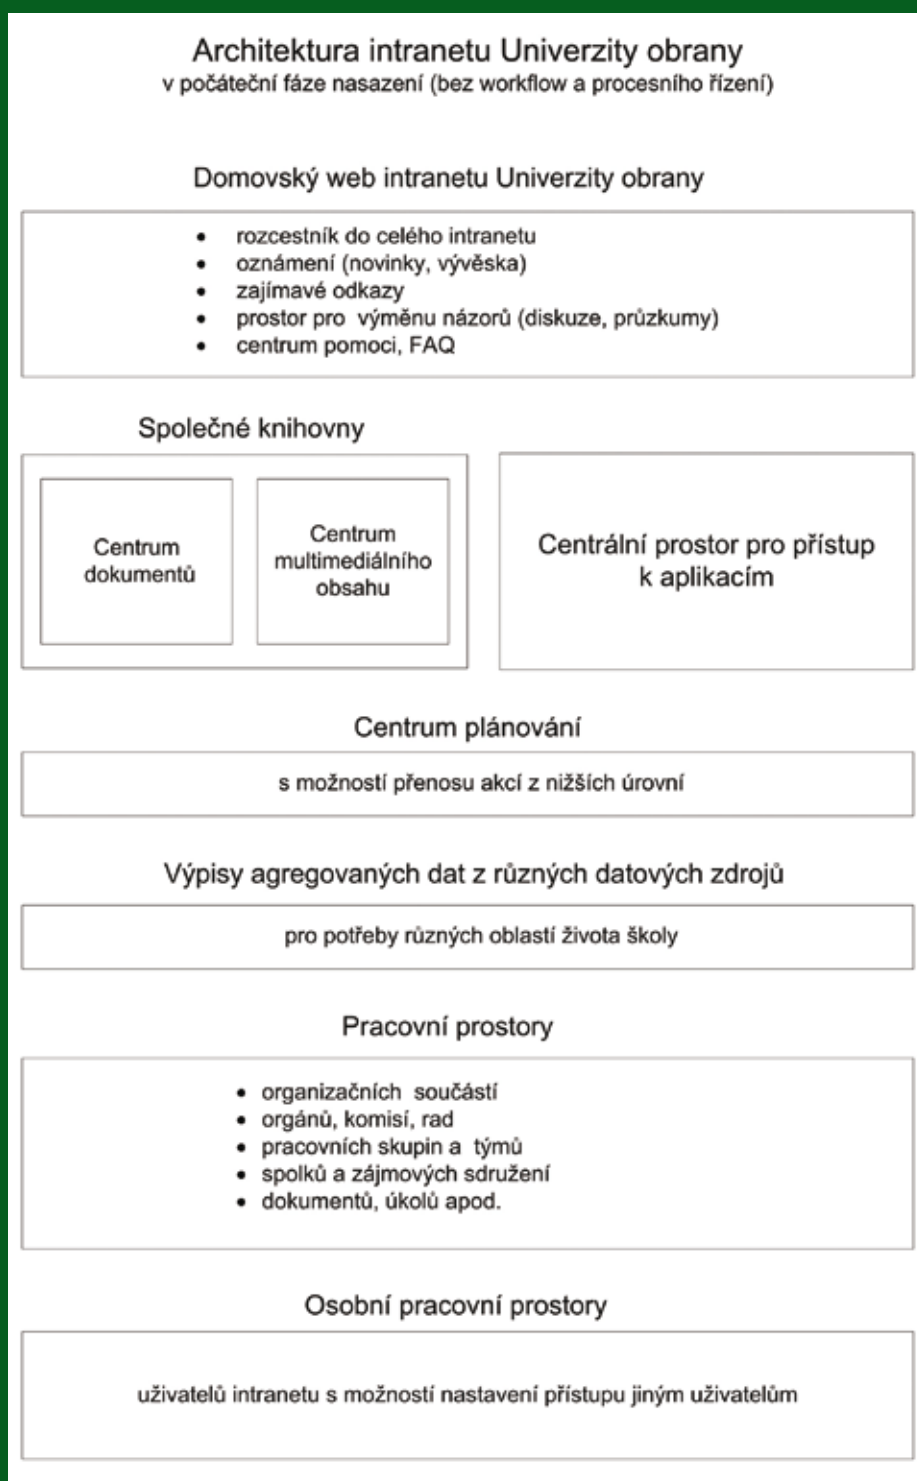 Architektura intranetu Univerzity obrany
v počáteční fáze nasazení (bez workflow a procesního řízení)
Domovský web intranetu Univerzity obrany
• rozcestník do celého intranetu
• oznámení (novinky, vývěska)
• zajímavé odkazy
• prostor pro výměnu názorů (diskuze, průzkumy)
• centrum pomoci, FAQ
Společné knihovny
Centrum
dokumentů
Centrum
multimediálního
obsahu
Centrální prostor pro přístup
k aplikacím
Centrum plánování
s možností přenosu akcí z nižších úrovní
Výpisy agregovaných dat z různých datových zdrojů
pro potřeby různých oblastí života školy
Pracovní prostory
• organizačních součástí
• orgánů, komisí, rad
• pracovních skupin a týmů
• spolků a zájmových sdružení
• dokumentů, úkolů apod.
Osobní pracovní prostory
uživatelů intranetu s možností nastavení přístupu jiným uživatelům